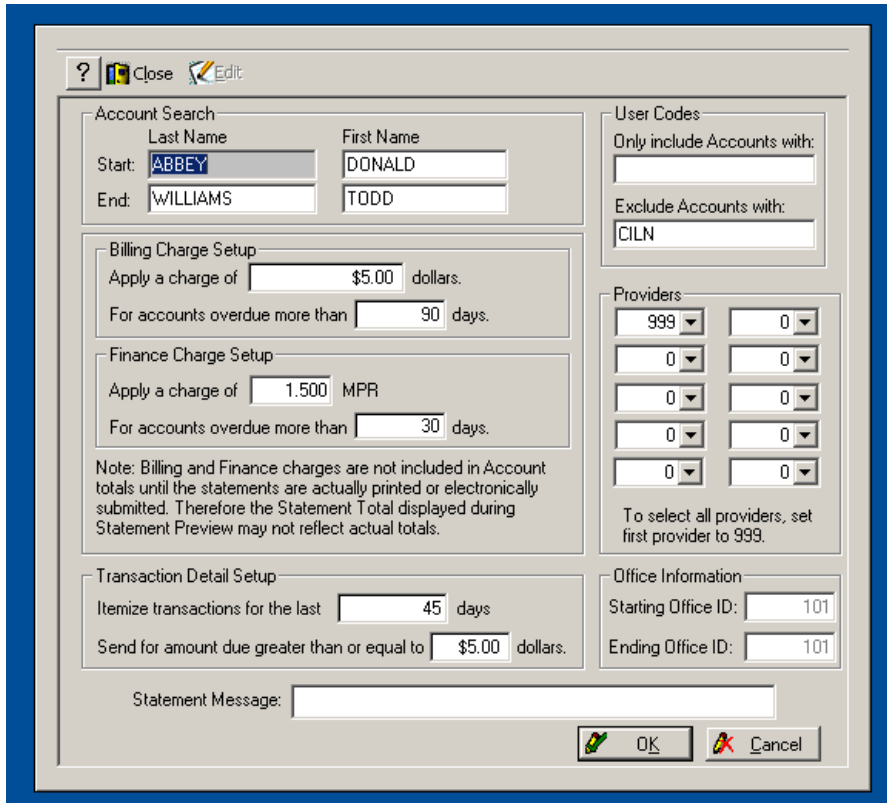 ? Close Edit
Account Search
Last Name First Name
Start: ABBEY DONALD
End: WILLIAMS TODD
Billing Charge Setup
Apply a charge of $5.00 dollars.
For accounts overdue more than 90 days.
Finance Charge Setup
Apply a charge of 1.500 MPR
For accounts overdue more than 30 days.
Note: Billing and Finance charges are not included in Account
totals until the statements are actually printed or electronically
submitted. Therefore the Statement Total displayed during
Statement Preview may not reflect actual totals.
Transaction Detail Setup
Itemize transactions for the last 45 days
Send for amount due greater than or equal to $5.00 dollars.
User Codes
Only include Accounts with:
Exclude Accounts with:
CILN
Providers
999 0
0 0
0 0
0 0
0 0
To select all providers, set
first provider to 999.
Office Information
Starting Office ID: 101
Ending Office ID: 101
Statement Message:
OK Cancel